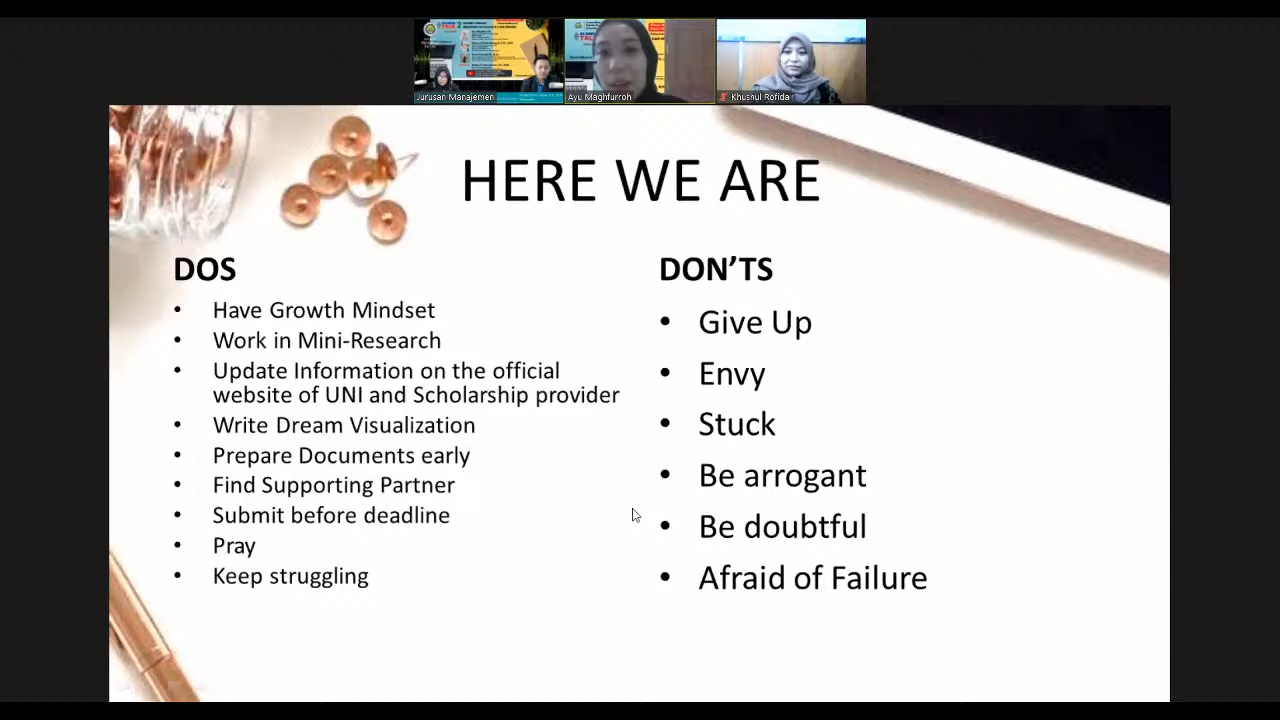 Jurusan Manajemen
Ayu Maghfurroh
Khusnul Rofida
HERE WE ARE
DOS
• Have Growth Mindset
• Work in Mini-Research
• Update Information on the official
website of UNI and Scholarship provider
• Write Dream Visualization
• Prepare Documents early
• Find Supporting Partner
• Submit before deadline
• Pray
• Keep struggling
DON’TS
• Give Up
• Envy
• Stuck
• Be arrogant
• Be doubtful
• Afraid of Failure